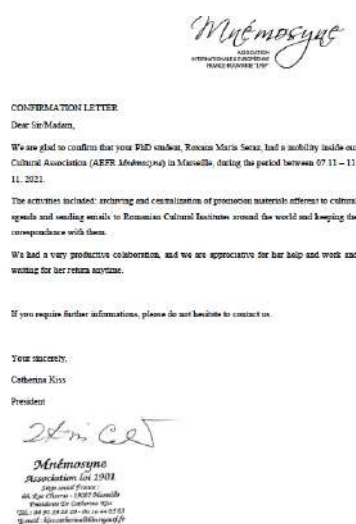 Mnémosyne
ASSOCIATION
CONFIRMATION LETTER
Dear Sir/Madam,
We are glad to confirm that your PhD student, Roxana Maria
had a mobility inside our
Cultural Association (AEFR Mnémosyne) in Marseille, during the period between 07.11 – 11.
11. 2021.
The activities included: archiving and centralization of promotion materials afferent to cultural
agenda and sending emails to Romanian Cultural Institutes around the world and keeping the
correspondance with them.
We had a very productive colaboration, and we are appreciative for her help and work and
waiting for her return anytime.
If you require further informations, please do not hesitate to contact us.
Your sincerely,
Catherina Kiss
President
Mnémosyne
Association loi 1901
Siège social France :